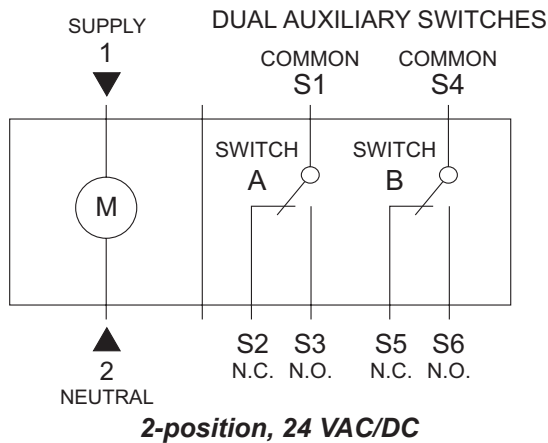 SUPPLY
1
DUAL AUXILIARY SWITCHES
COMMON
S1
COMMON
S4
SWITCH
A
SWITCH
B
M
2
NEUTRAL
S2
N.C.
S3
N.O.
S5
N.C.
S6
N.O.
2-position, 24 VAC/DC